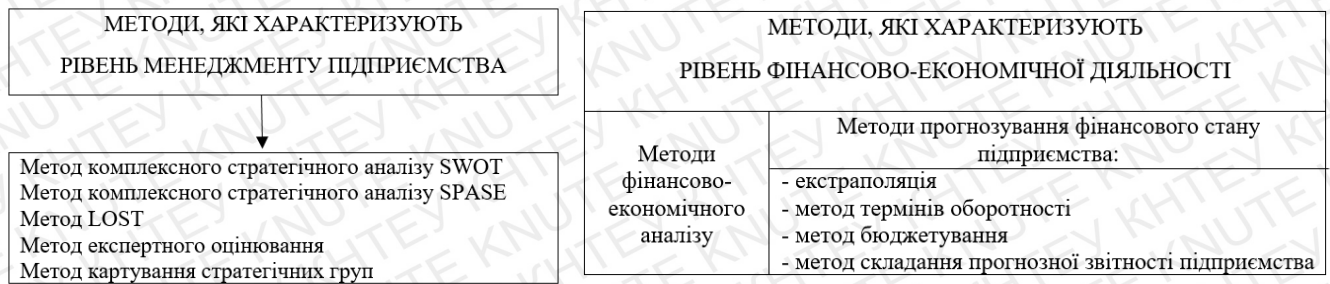 МЕТОДИ, ЯКІ ХАРАКТЕРИЗУЮТЬ
РІВЕНЬ МЕНЕДЖМЕНТУ ПІДПРИЄМСТВА
Метод комплексного стратегічного аналізу SWOT
Метод комплексного стратегічного аналізу SPASE
Метод LOST
Метод експертного оцінювання
Метод картування стратегічних груп
МЕТОДИ, ЯКІ ХАРАКТЕРИЗУЮТЬ
РІВЕНЬ ФІНАНСОВО-ЕКОНОМІЧНОЇ ДІЯЛЬНОСТІ
Методи
фінансово-
економічного
аналізу
Методи прогнозування фінансового стану
підприємства:
- екстраполяція
- метод термінів оборотності
- метод бюджетування
- метод складання прогнозної звітності підприємства